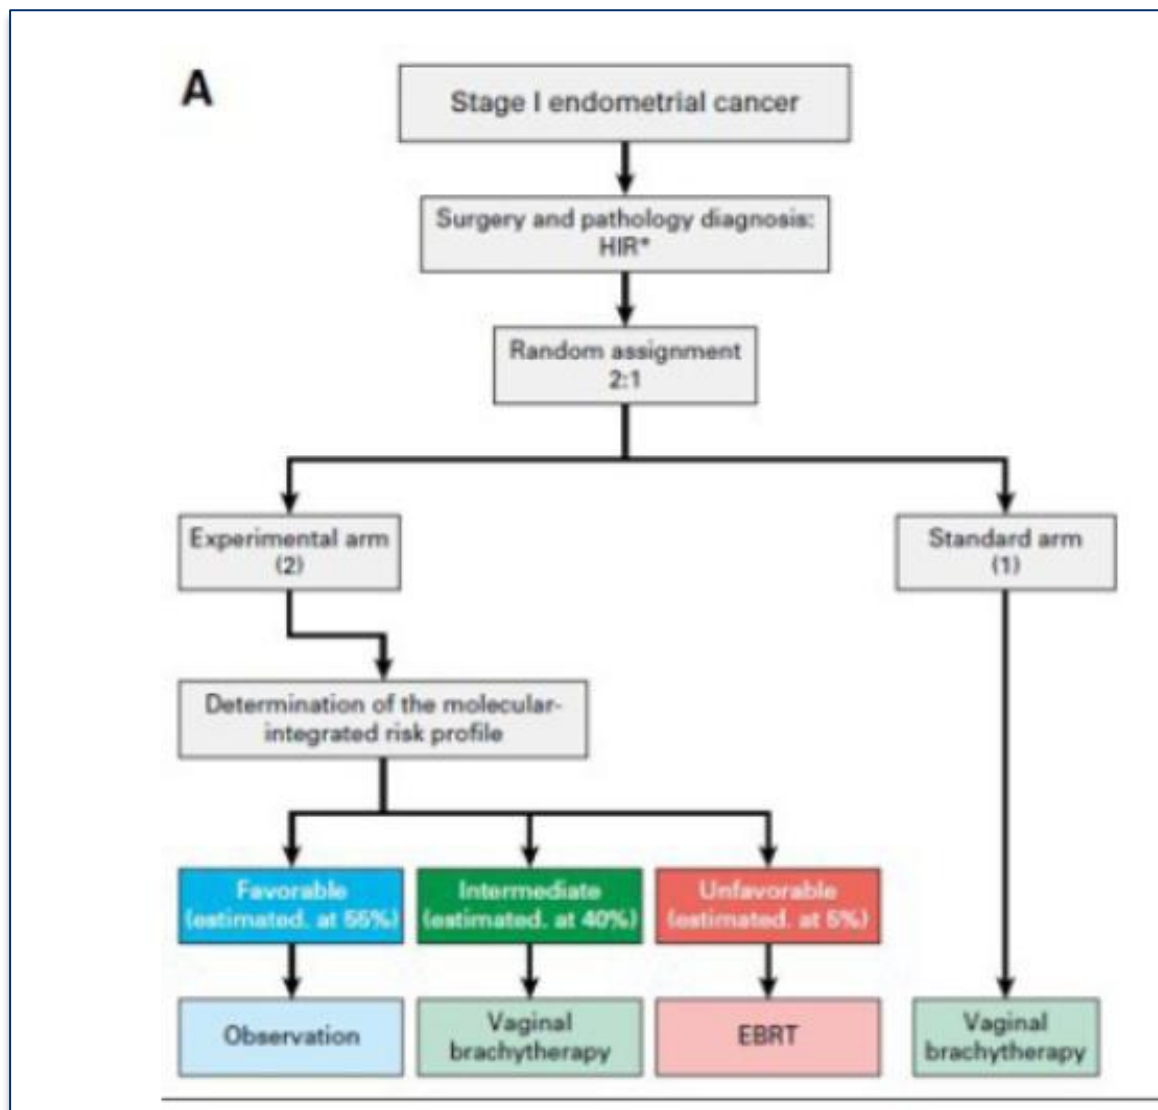 A
Stage I endometrial cancer
Surgery and pathology diagnosis:
HIR*
Random assignment
2:1
Experimental arm
(2)
Standard arm
(1)
Determination of the molecular-
integrated risk profile
Favorable
(estimated. at 55%)
Intermediate
(estimated. at 40%)
Unfavorable
(estimated. at 5%)
Observation
Vaginal
brachytherapy
EBRT
Vaginal
brachytherapy